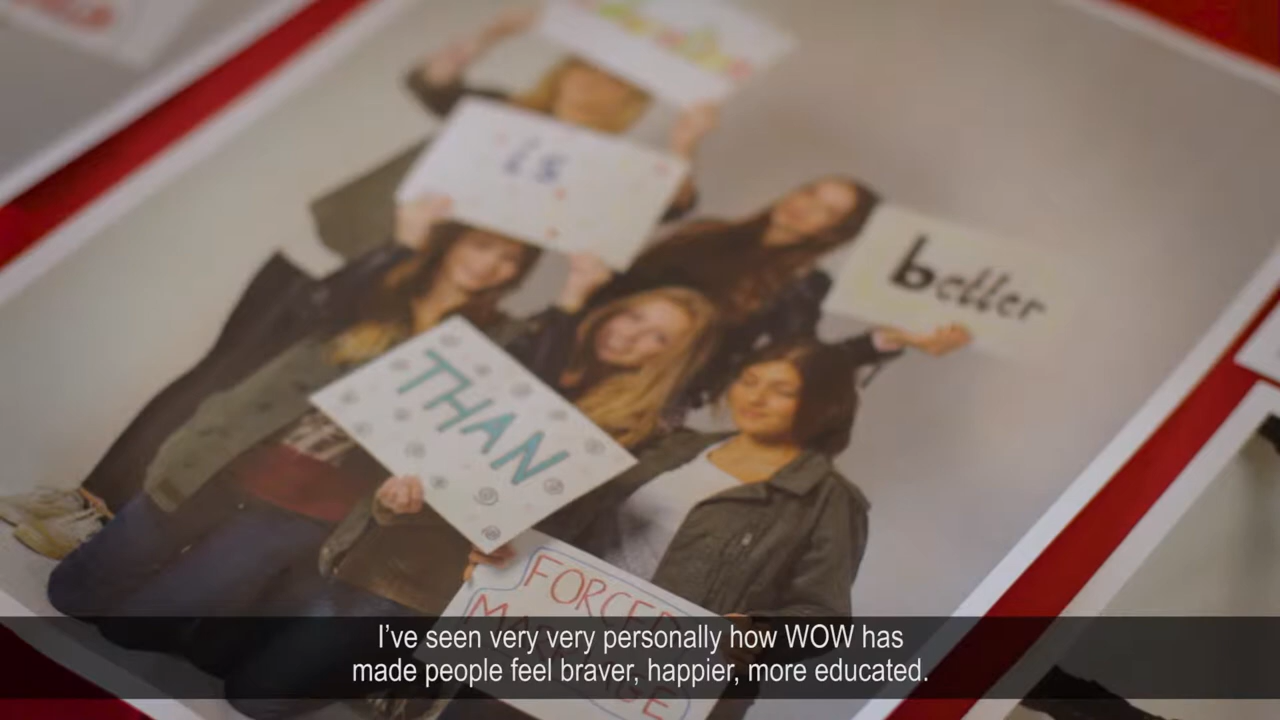 is
better
THAN
FORCED
MARRIAGE
I've seen very very personally how WOW has
made people feel braver, happier, more educated.